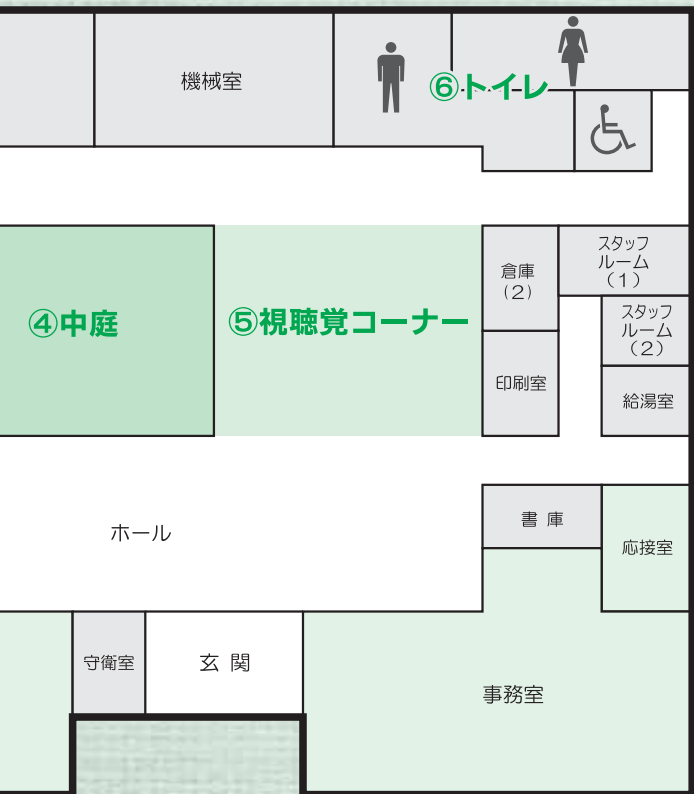 機械室
⑥トイレ
④中庭
⑤視聴覚コーナー
倉庫
(2)
スタッフ
ルーム
(1)
スタッフ
ルーム
(2)
印刷室
給湯室
ホール
書 庫
応接室
守衛室
玄 関
事務室